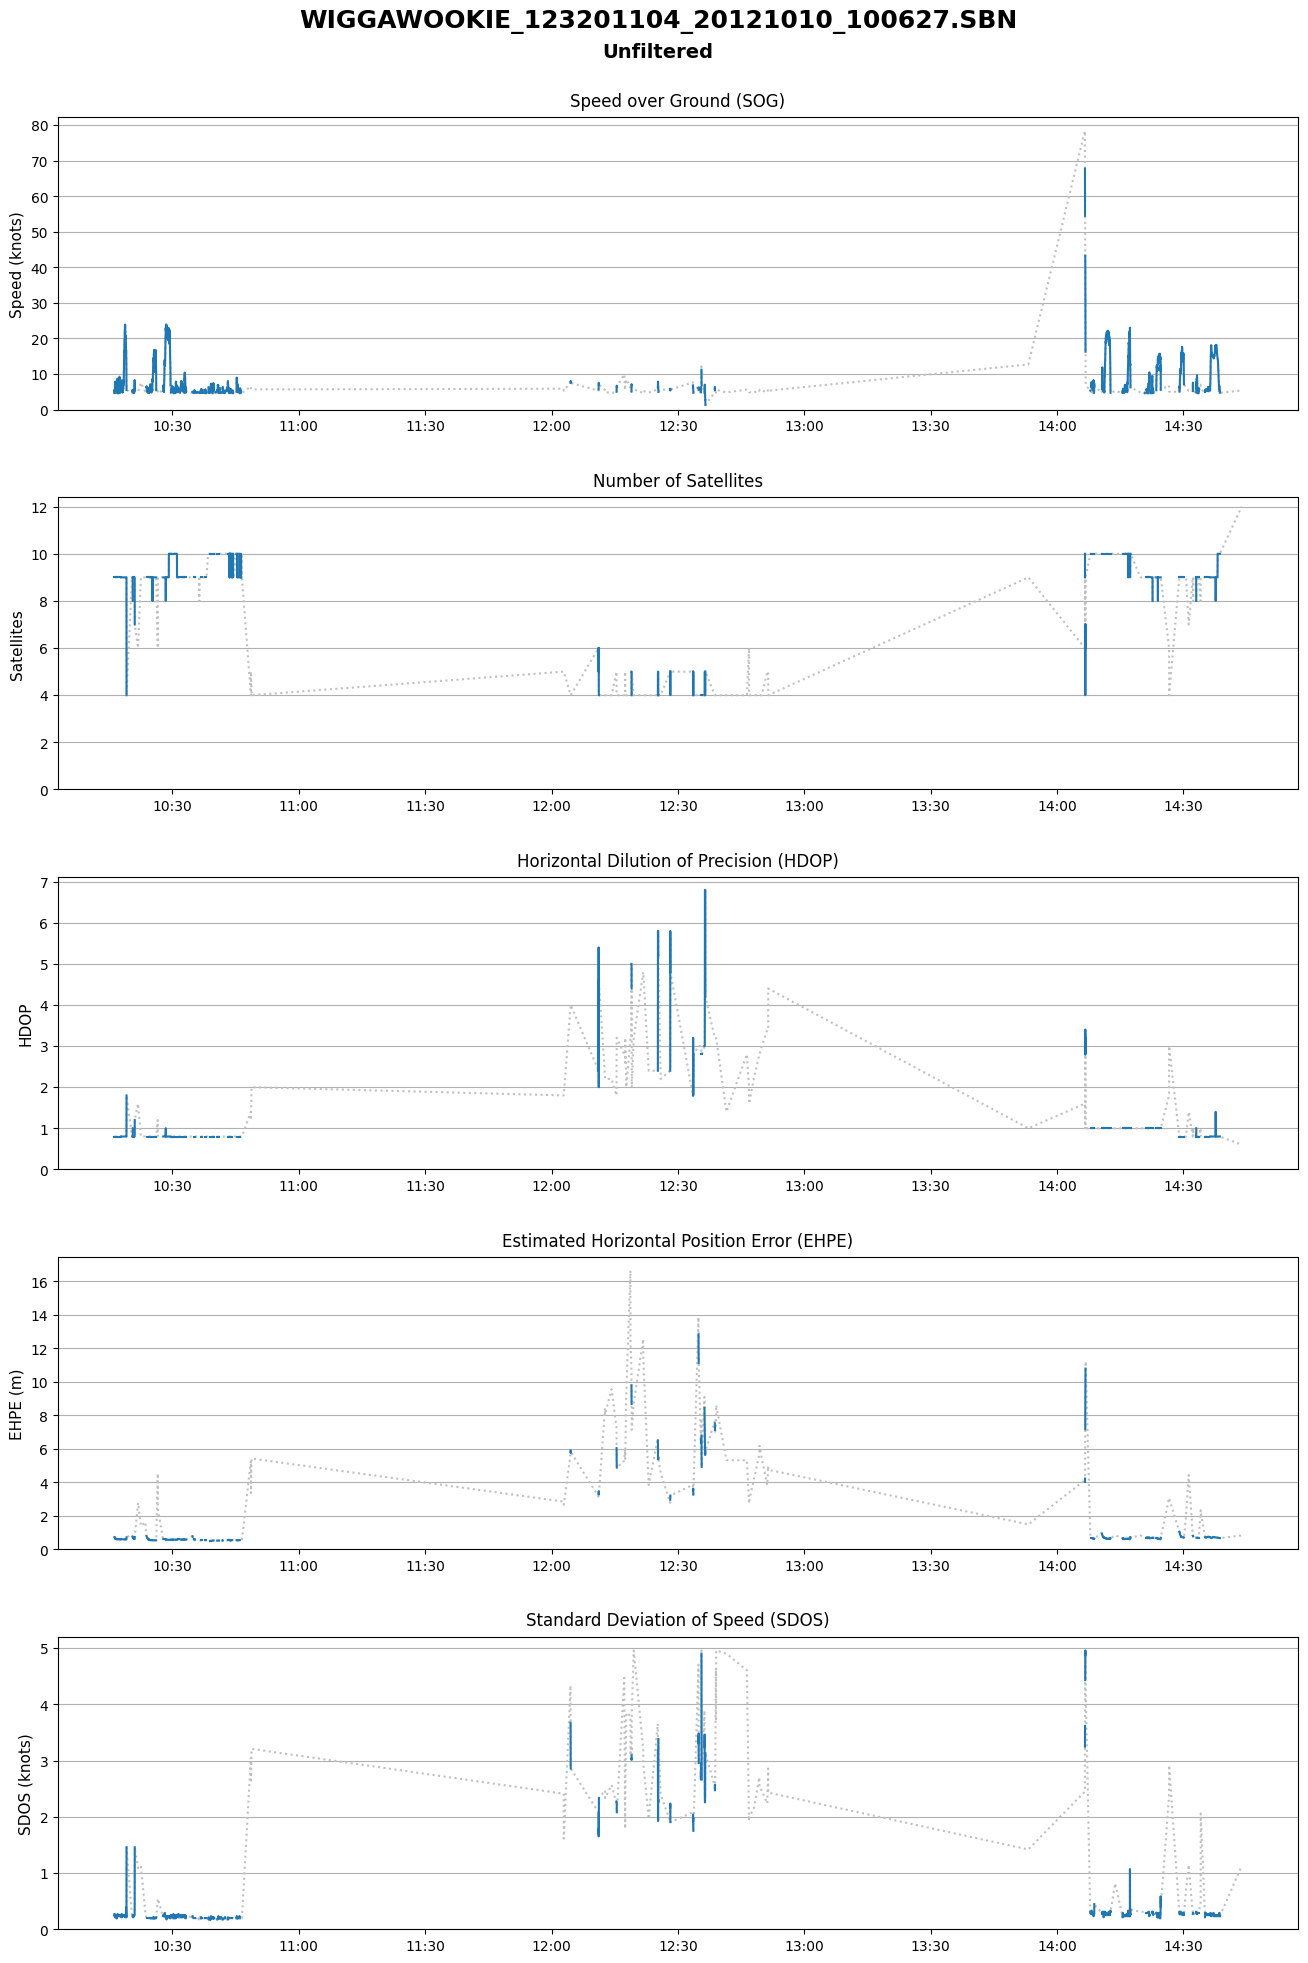 WIGGAWOOKIE_123201104_20121010_100627.SBN
Unfiltered
Speed over Ground (SOG)
Speed (knots)
80
70
60
50
40
30
20
10
0
10:30 11:00 11:30 12:00 12:30 13:00 13:30 14:00 14:30
Number of Satellites
Satellites
12
10
8
6
4
2
0
10:30 11:00 11:30 12:00 12:30 13:00 13:30 14:00 14:30
Horizontal Dilution of Precision (HDOP)
HDOP
7
6
5
4
3
2
1
0
10:30 11:00 11:30 12:00 12:30 13:00 13:30 14:00 14:30
Estimated Horizontal Position Error (EHPE)
EHPE (m)
16
14
12
10
8
6
4
2
0
10:30 11:00 11:30 12:00 12:30 13:00 13:30 14:00 14:30
Standard Deviation of Speed (SDOS)
SDOS (knots)
5
4
3
2
1
0
10:30 11:00 11:30 12:00 12:30 13:00 13:30 14:00 14:30